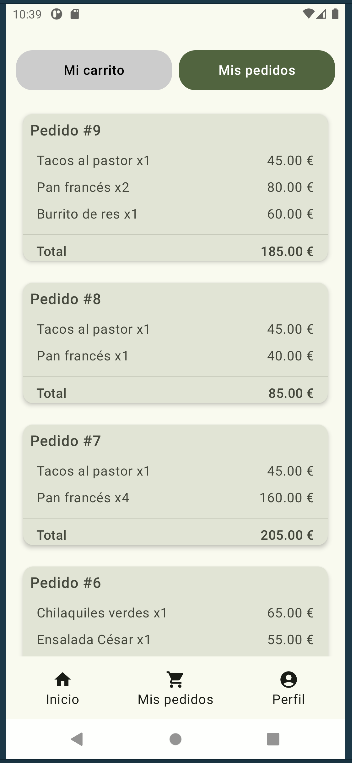 10:39
Mi carrito Mis pedidos
Pedido #9
Tacos al pastor x1 45.00 €
Pan francés x2 80.00 €
Burrito de res x1 60.00 €
Total 185.00 €
Pedido #8
Tacos al pastor x1 45.00 €
Pan francés x1 40.00 €
Total 85.00 €
Pedido #7
Tacos al pastor x1 45.00 €
Pan francés x4 160.00 €
Total 205.00 €
Pedido #6
Chilaquiles verdes x1 65.00 €
Ensalada César x1 55.00 €
Inicio Mis pedidos Perfil